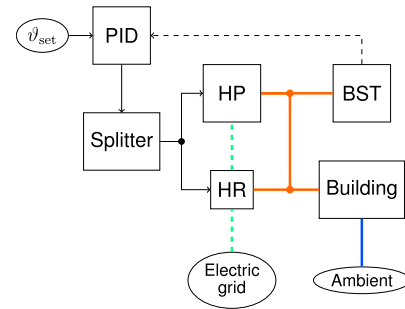 ϑset
PID
HP
BST
Splitter
HR
Building
Electric
grid
Ambient